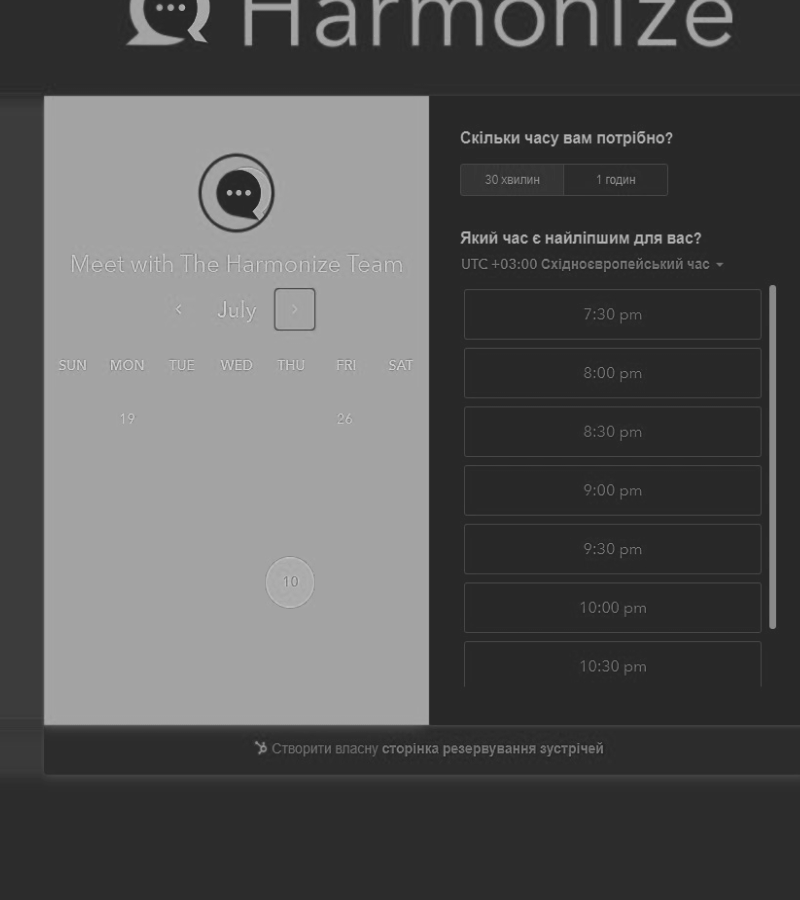 Harmonize
Meet with The Harmonize Team
July
SUN MON TUE WED THU FRI SAT
19 26
10
Скільки часу вам потрібно?
30 хвилин 1 годин
Який час є найліпшим для вас?
UTC +03:00 Східноєвропейський час
7:30 pm
8:00 pm
8:30 pm
9:00 pm
9:30 pm
10:00 pm
10:30 pm
Створити власну сторінка резервування зустрічей